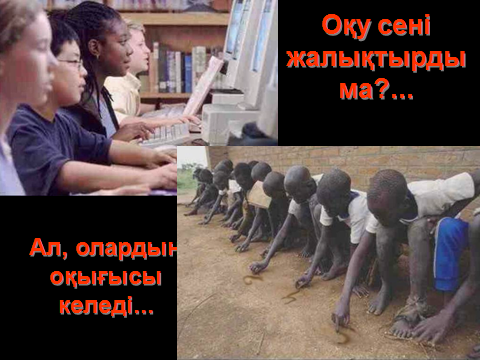 Оқу сені
жалықтырды
ма?...
Ал, олардың
оқығысы
келеді...